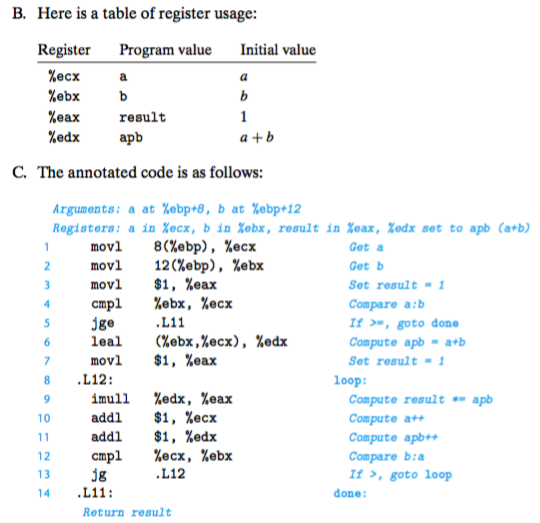 B. Here is a table of register usage:
Register Program value Initial value
%ecx a a
%ebx b b
%eax result 1
%edx apb a + b
C. The annotated code is as follows:
Arguments: a at %ebp+8, b at %ebp+12
Registers: a in %ecx, b in %ebx, result in %eax, %edx set to apb (a+b)
1 movl 8(%ebp), %ecx Get a
2 movl 12(%ebp), %ebx Get b
3 movl $1, %eax Set result = 1
4 cmpl %ebx, %ecx Compare a:b
5 jge .L11 If >=, goto done
6 leal (%ebx,%ecx), %edx Compute apb = a+b
7 movl $1, %eax Set result = 1
8 .L12: loop:
9 imull %edx, %eax Compute result *= apb
10 addl $1, %ecx Compute a++
11 addl $1, %edx Compute apb++
12 cmpl %ecx, %ebx Compare b:a
13 jg .L12 If >, goto loop
14 .L11: done:
Return result